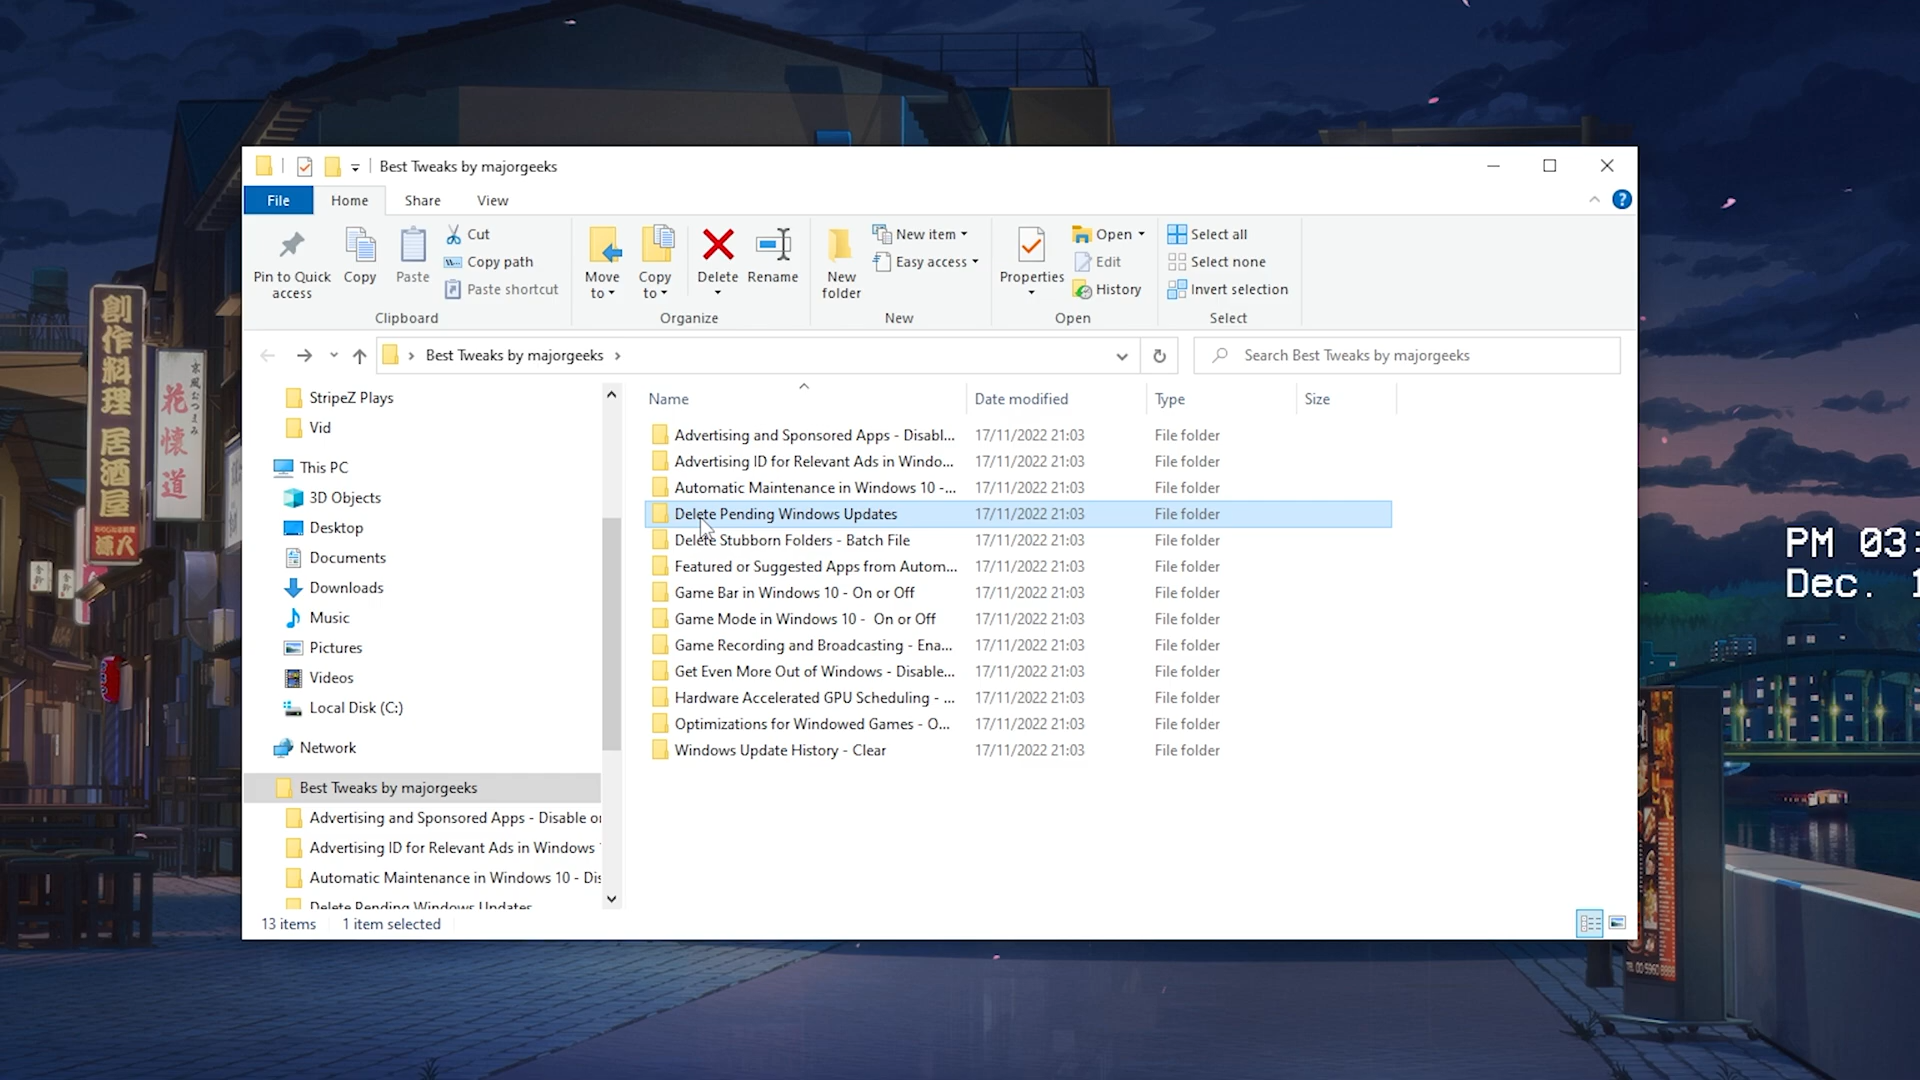 Best Tweaks by majorgeeks
File
Home
Share
View
Pin to Quick access
Copy
Paste
Cut
Copy path
Paste shortcut
Clipboard
Move to
Copy to
Delete
Rename
Organize
New folder
New item
Easy access
New
Properties
Open
Edit
History
Open
Select all
Select none
Invert selection
Select
Best Tweaks by majorgeeks
Search Best Tweaks by majorgeeks
StripeZ Plays
Vid
This PC
3D Objects
Desktop
Documents
Downloads
Music
Pictures
Videos
Local Disk (C:)
Network
Best Tweaks by majorgeeks
Advertising and Sponsored Apps - Disable or
Advertising ID for Relevant Ads in Windows
Automatic Maintenance in Windows 10 - Dis
Delete Pending Windows Updates
Name Date modified Type Size
Advertising and Sponsored Apps - Disabl... 17/11/2022 21:03 File folder
Advertising ID for Relevant Ads in Windo... 17/11/2022 21:03 File folder
Automatic Maintenance in Windows 10 -... 17/11/2022 21:03 File folder
Delete Pending Windows Updates 17/11/2022 21:03 File folder
Delete Stubborn Folders - Batch File 17/11/2022 21:03 File folder
Featured or Suggested Apps from Autom... 17/11/2022 21:03 File folder
Game Bar in Windows 10 - On or Off 17/11/2022 21:03 File folder
Game Mode in Windows 10 - On or Off 17/11/2022 21:03 File folder
Game Recording and Broadcasting - Ena... 17/11/2022 21:03 File folder
Get Even More Out of Windows - Disable... 17/11/2022 21:03 File folder
Hardware Accelerated GPU Scheduling - ... 17/11/2022 21:03 File folder
Optimizations for Windowed Games - O... 17/11/2022 21:03 File folder
Windows Update History - Clear 17/11/2022 21:03 File folder
13 items 1 item selected
創作料理 居酒屋
源八
京風おつまみ
花懐道
PM 03:
Dec. 1